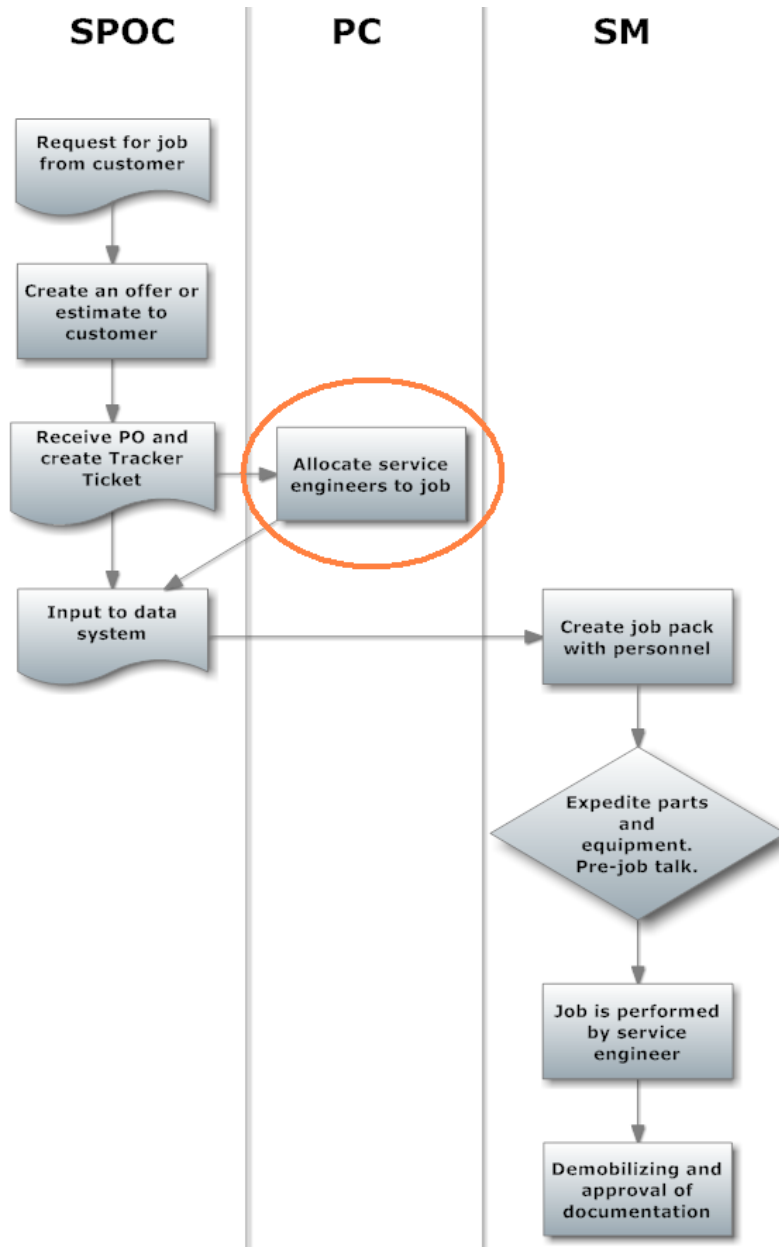 SPOC
PC
SM
Request for job
from customer
Create an offer or
estimate to
customer
Receive PO and
create Tracker
Ticket
Allocate service
engineers to job
Input to data
system
Create job pack
with personnel
Expedite parts
and
equipment.
Pre-job talk.
Job is performed
by service
engineer
Demobilizing and
approval of
documentation